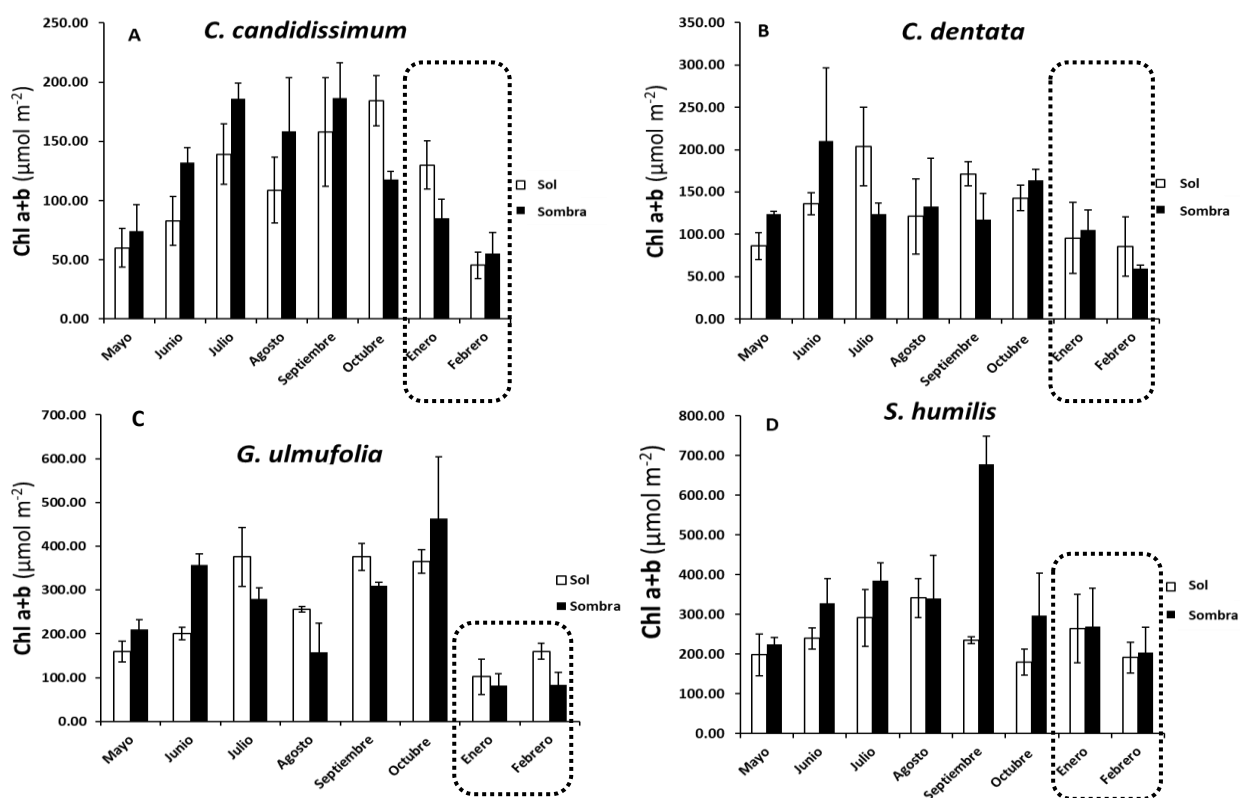 A
C. candidissimum
Chl a+b (µmol m⁻²)
250.00
200.00
150.00
100.00
50.00
0.00
Mayo
Junio
Julio
Agosto
Septiembre
Octubre
Enero
Febrero
Sol
Sombra
B
C. dentata
Chl a+b (µmol m⁻²)
350.00
300.00
250.00
200.00
150.00
100.00
50.00
0.00
Mayo
Junio
Julio
Agosto
Septiembre
Octubre
Enero
Febrero
Sol
Sombra
C
G. ulmufolia
Chl a+b (µmol m⁻²)
700.00
600.00
500.00
400.00
300.00
200.00
100.00
0.00
Mayo
Junio
Julio
Agosto
Septiembre
Octubre
Enero
Febrero
Sol
Sombra
D
S. humilis
Chl a+b (µmol m⁻²)
800.00
700.00
600.00
500.00
400.00
300.00
200.00
100.00
0.00
Mayo
Junio
Julio
Agosto
Septiembre
Octubre
Enero
Febrero
Sol
Sombra